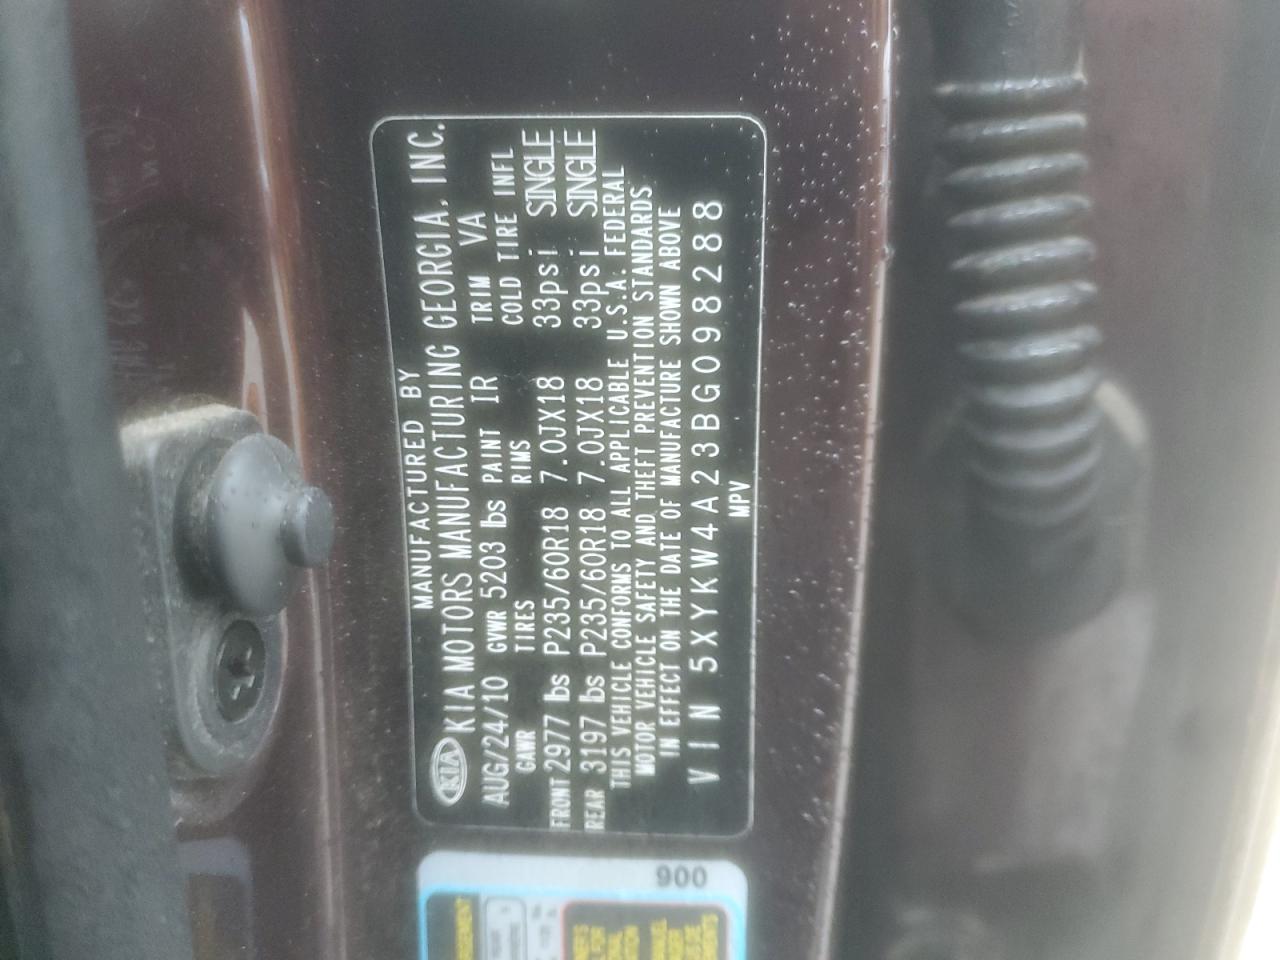 MANUFACTURED BY
KIA KIA MOTORS MANUFACTURING GEORGIA, INC.
AUG/24/10 GVWR 5203 lbs PAINT IR TRIM VA
GAWR TIRES RIMS COLD TIRE INFL
FRONT 2977 lbs P235/60R18 7.0JX18 33psi SINGLE
REAR 3197 lbs P235/60R18 7.0JX18 33psi SINGLE
THIS VEHICLE CONFORMS TO ALL APPLICABLE U.S.A. FEDERAL
MOTOR VEHICLE SAFETY AND THEFT PREVENTION STANDARDS
IN EFFECT ON THE DATE OF MANUFACTURE SHOWN ABOVE
VIN 5XYKW4A23BG098288
MPV
900